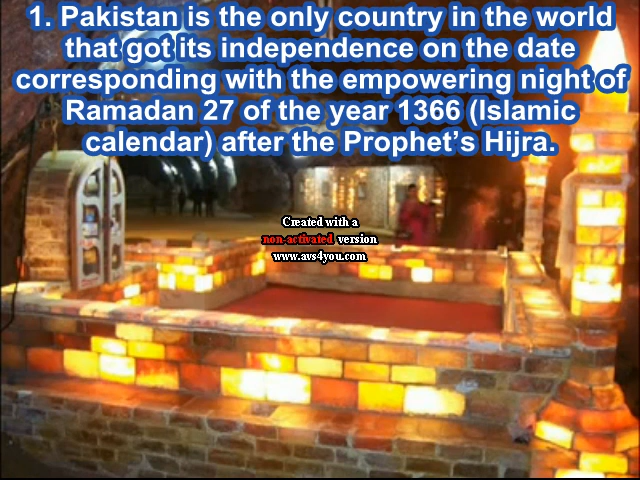 1. Pakistan is the only country in the world
that got its independence on the date
corresponding with the empowering night of
Ramadan 27 of the year 1366 (Islamic
calendar) after the Prophet’s Hijra.
Created with a
non-activated version
www.avs4you.com